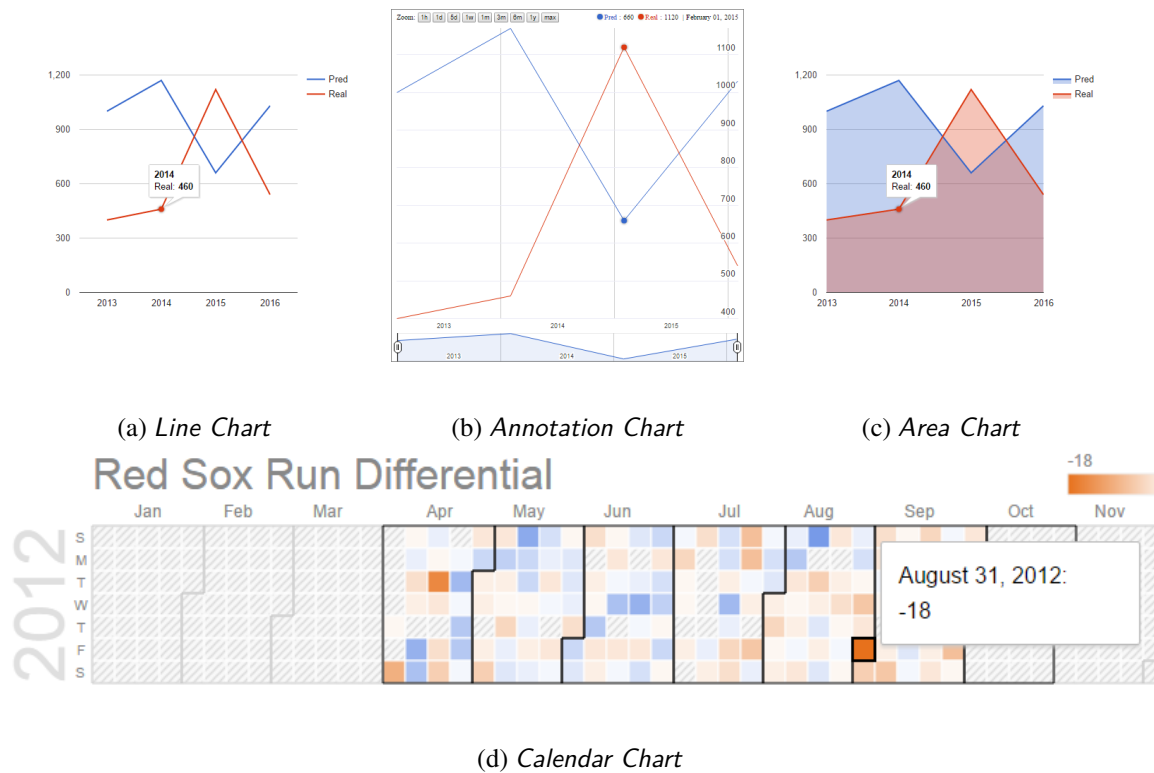 1,200
900
600
300
0
2013 2014 2015 2016
Pred
Real
2014
Real: 460
Zoom: 1h 1d 5d 1w 1m 3m 6m 1y max
Pred : 660 Real : 1120 | February 01, 2015
1100
1000
900
800
700
600
500
400
2013 2014 2015
2013 2014 2015
1,200
900
600
300
0
2013 2014 2015 2016
Pred
Real
2014
Real: 460
(a) Line Chart
(b) Annotation Chart
(c) Area Chart
Red Sox Run Differential
-18
Jan Feb Mar Apr May Jun Jul Aug Sep Oct Nov
2012
S
M
T
W
T
F
S
August 31, 2012:
-18
(d) Calendar Chart